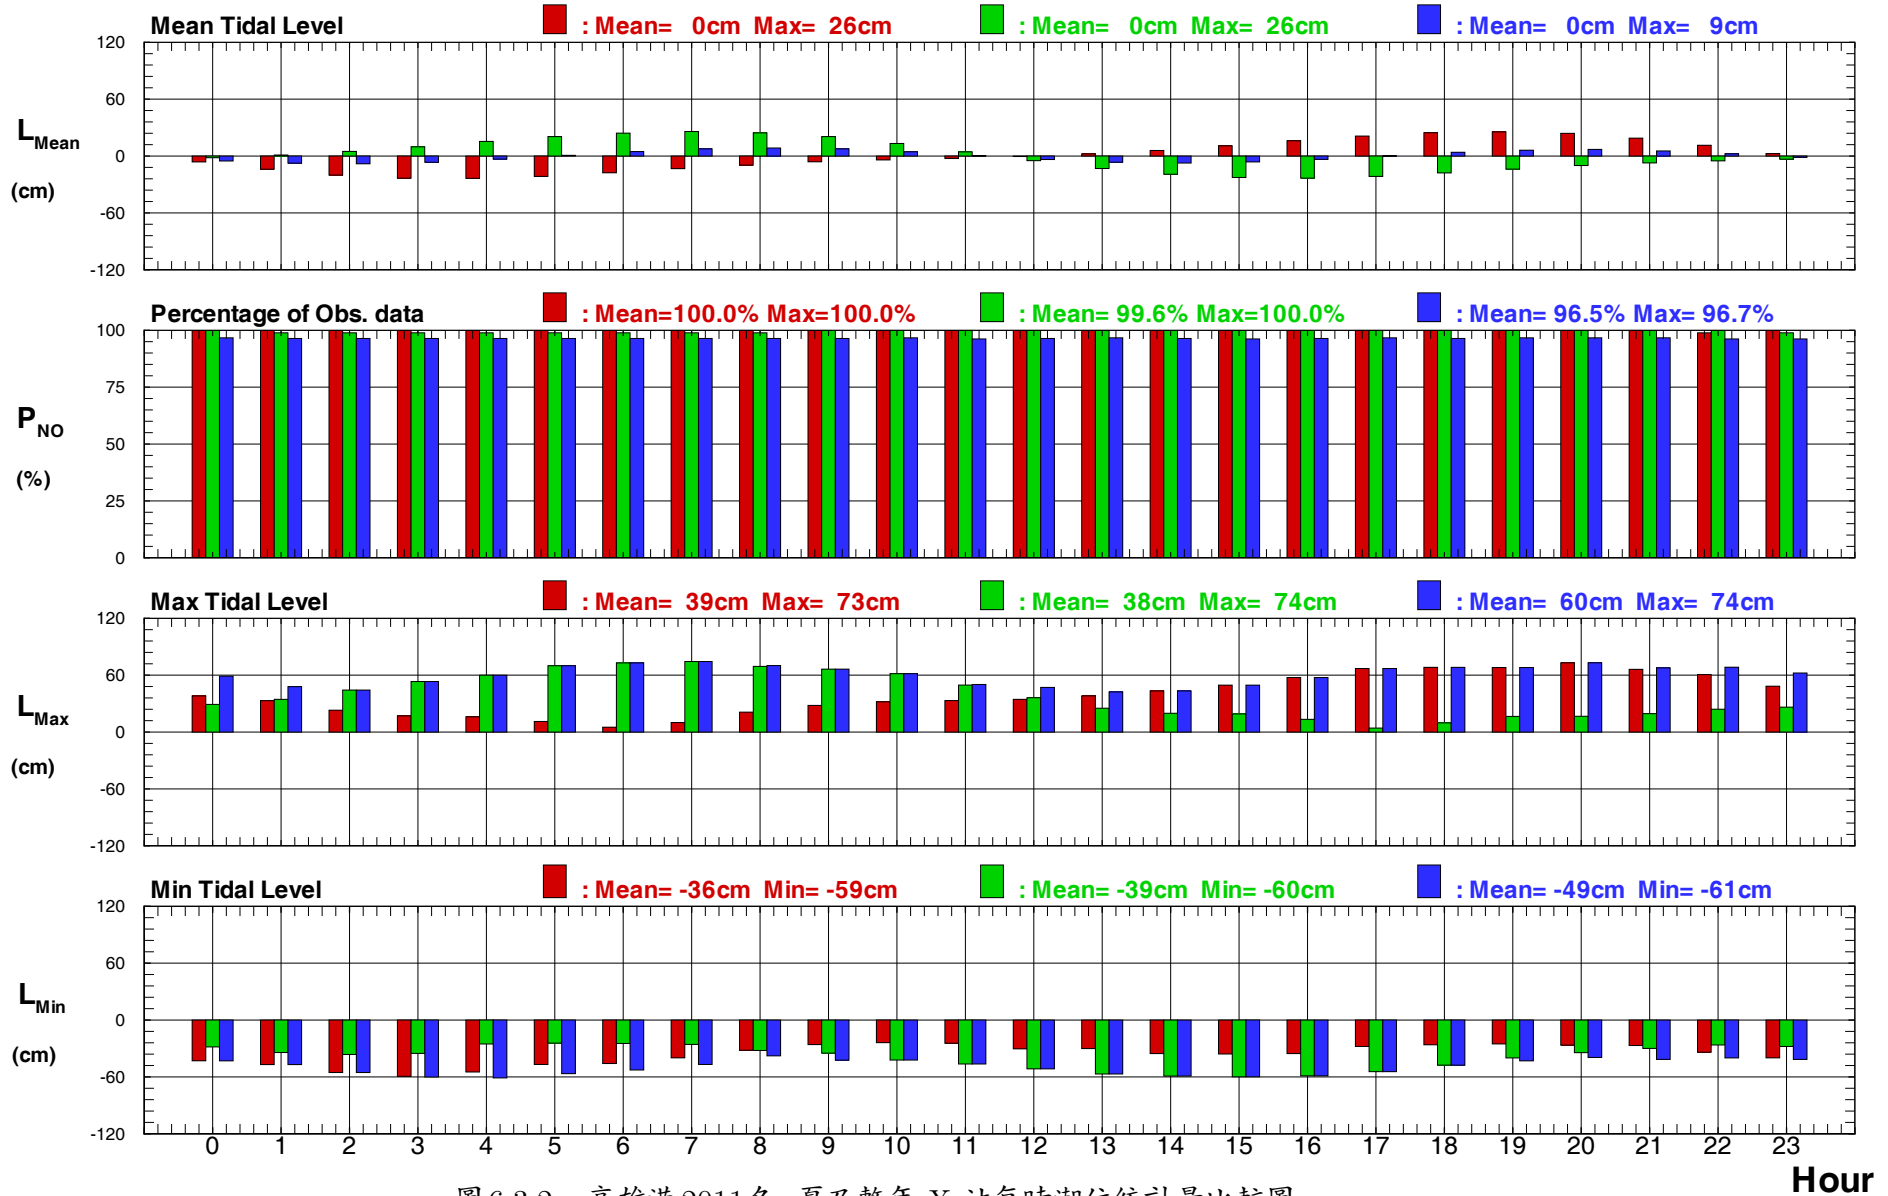 Mean Tidal Level : Mean= 0cm Max= 26cm : Mean= 0cm Max= 26cm : Mean= 0cm Max= 9cm
120
60
0
-60
-120
L Mean
(cm)
Percentage of Obs. data : Mean=100.0% Max=100.0% : Mean= 99.6% Max=100.0% : Mean= 96.5% Max= 96.7%
100
75
50
25
0
P NO
(%)
Max Tidal Level : Mean= 39cm Max= 73cm : Mean= 38cm Max= 74cm : Mean= 60cm Max= 74cm
120
60
0
-60
-120
L Max
(cm)
Min Tidal Level : Mean= -36cm Min= -59cm : Mean= -39cm Min= -60cm : Mean= -49cm Min= -61cm
120
60
0
-60
-120
L Min
(cm)
0 1 2 3 4 5 6 7 8 9 10 11 12 13 14 15 16 17 18 19 20 21 22 23
Hour